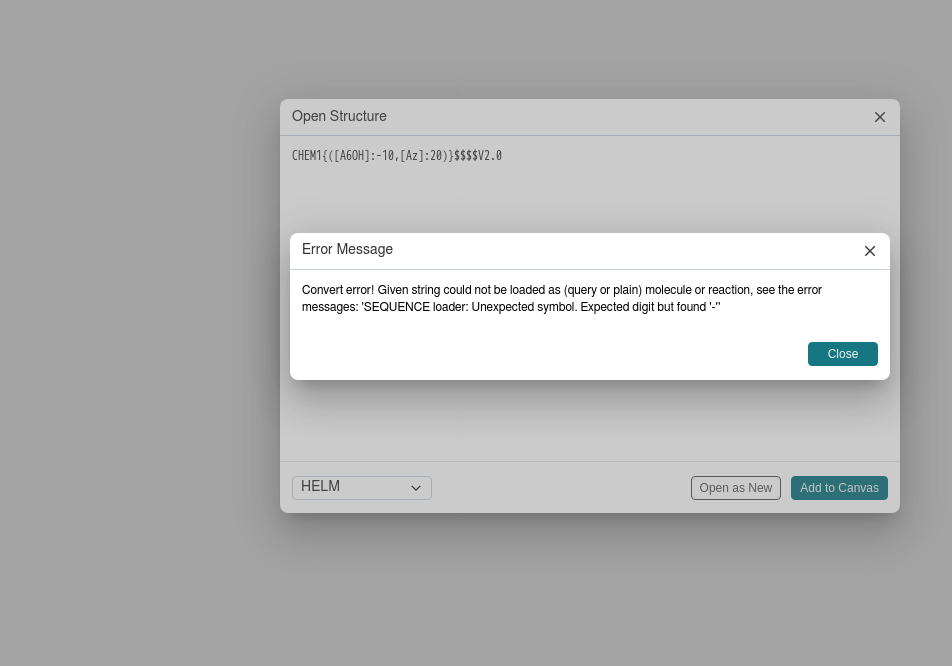 Open Structure
CHEM1{([A6OH]:-10,[Az]:20)}$$$$V2.0
Error Message
Convert error! Given string could not be loaded as (query or plain) molecule or reaction, see the error
messages: 'SEQUENCE loader: Unexpected symbol. Expected digit but found '-''
Close
HELM
Open as New
Add to Canvas